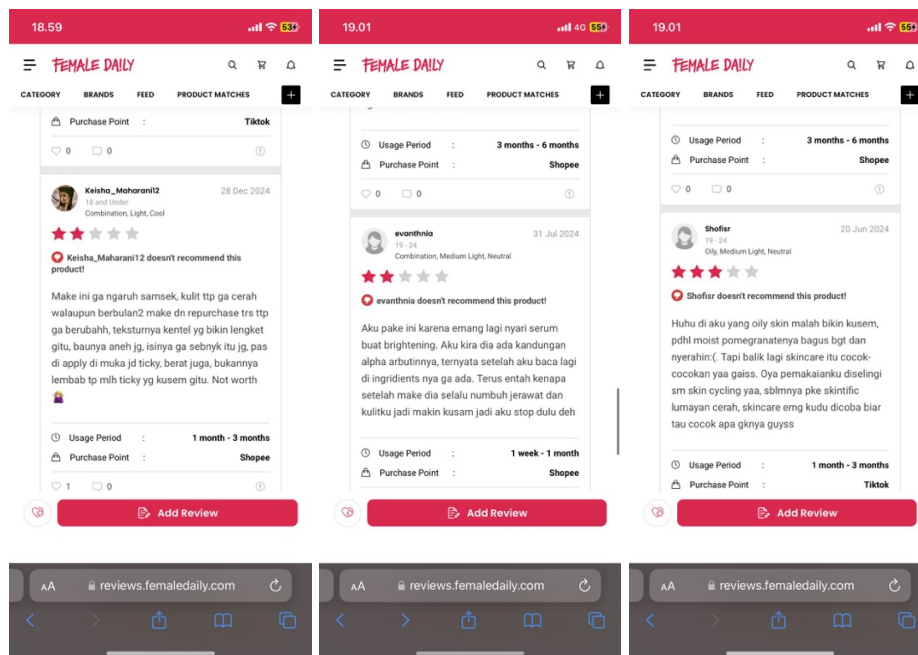 18.59
53
FEMALE DAILY
CATEGORY BRANDS FEED PRODUCT MATCHES +
Purchase Point : Tiktok
0 0
Keisha_Maharani12 28 Dec 2024
18 and Under
Combination, Light, Cool
Keisha_Maharani12 doesn't recommend this
product!
Make ini ga ngaruh samsek, kulit ttp ga cerah
walaupun berbulan2 make dn repurchase trs ttp
ga berubahh, teksturnya kentel yg bikin lengket
gitu, baunya aneh jg, isinya ga sebnyk itu jg, pas
di apply di muka jd ticky, berat juga, bukannya
lembab tp mlh ticky yg kusem gitu. Not worth
Usage Period : 1 month - 3 months
Purchase Point : Shopee
1 0
Add Review
AA reviews.femaledaily.com
19.01
4G 55
FEMALE DAILY
CATEGORY BRANDS FEED PRODUCT MATCHES +
Usage Period : 3 months - 6 months
Purchase Point : Shopee
0 0
evanthnia 31 Jul 2024
19 - 24
Combination, Medium Light, Neutral
evanthnia doesn't recommend this product!
Aku pake ini karena emang lagi nyari serum
buat brightening. Aku kira dia ada kandungan
alpha arbutinnya, ternyata setelah aku baca lagi
di ingridients nya ga ada. Terus entah kenapa
setelah make dia selalu numbuh jerawat dan
kulitku jadi makin kusam jadi aku stop dulu deh
Usage Period : 1 week - 1 month
Purchase Point : Shopee
Add Review
AA reviews.femaledaily.com
19.01
55
FEMALE DAILY
CATEGORY BRANDS FEED PRODUCT MATCHES +
Usage Period : 3 months - 6 months
Purchase Point : Shopee
0 0
Shofisr 20 Jun 2024
19 - 24
Oily, Medium Light, Neutral
Shofisr doesn't recommend this product!
Huhu di aku yang oily skin malah bikin kusem,
pdhl moist pomegranatenya bagus bgt dan
nyerahin:(. Tapi balik lagi skincare itu cocok-
cocokan yaa gaiss. Oya pemakaianku diselingi
sm skin cycling yaa, sblmnya pke skintific
lumayan cerah, skincare emg kudu dicoba biar
tau cocok apa gknya guyss
Usage Period : 1 month - 3 months
Purchase Point : Tiktok
Add Review
AA reviews.femaledaily.com